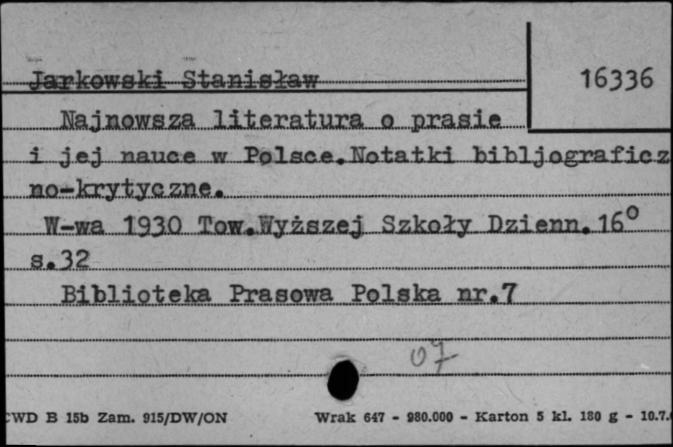 Jarkowski Stanisław
16336
Najnowsza literatura o prasie
i jej nauce w Polsce.Notatki bibljograficz
no-krytyczne.
W-wa 1930 Tow.Wyższej Szkoły Dzienn.16°
s.32
Biblioteka Prasowa Polska nr.7
07
CWD B 15b Zam. 915/DW/ON Wrak 647 - 980.000 - Karton 5 kl. 180 g - 10.7.